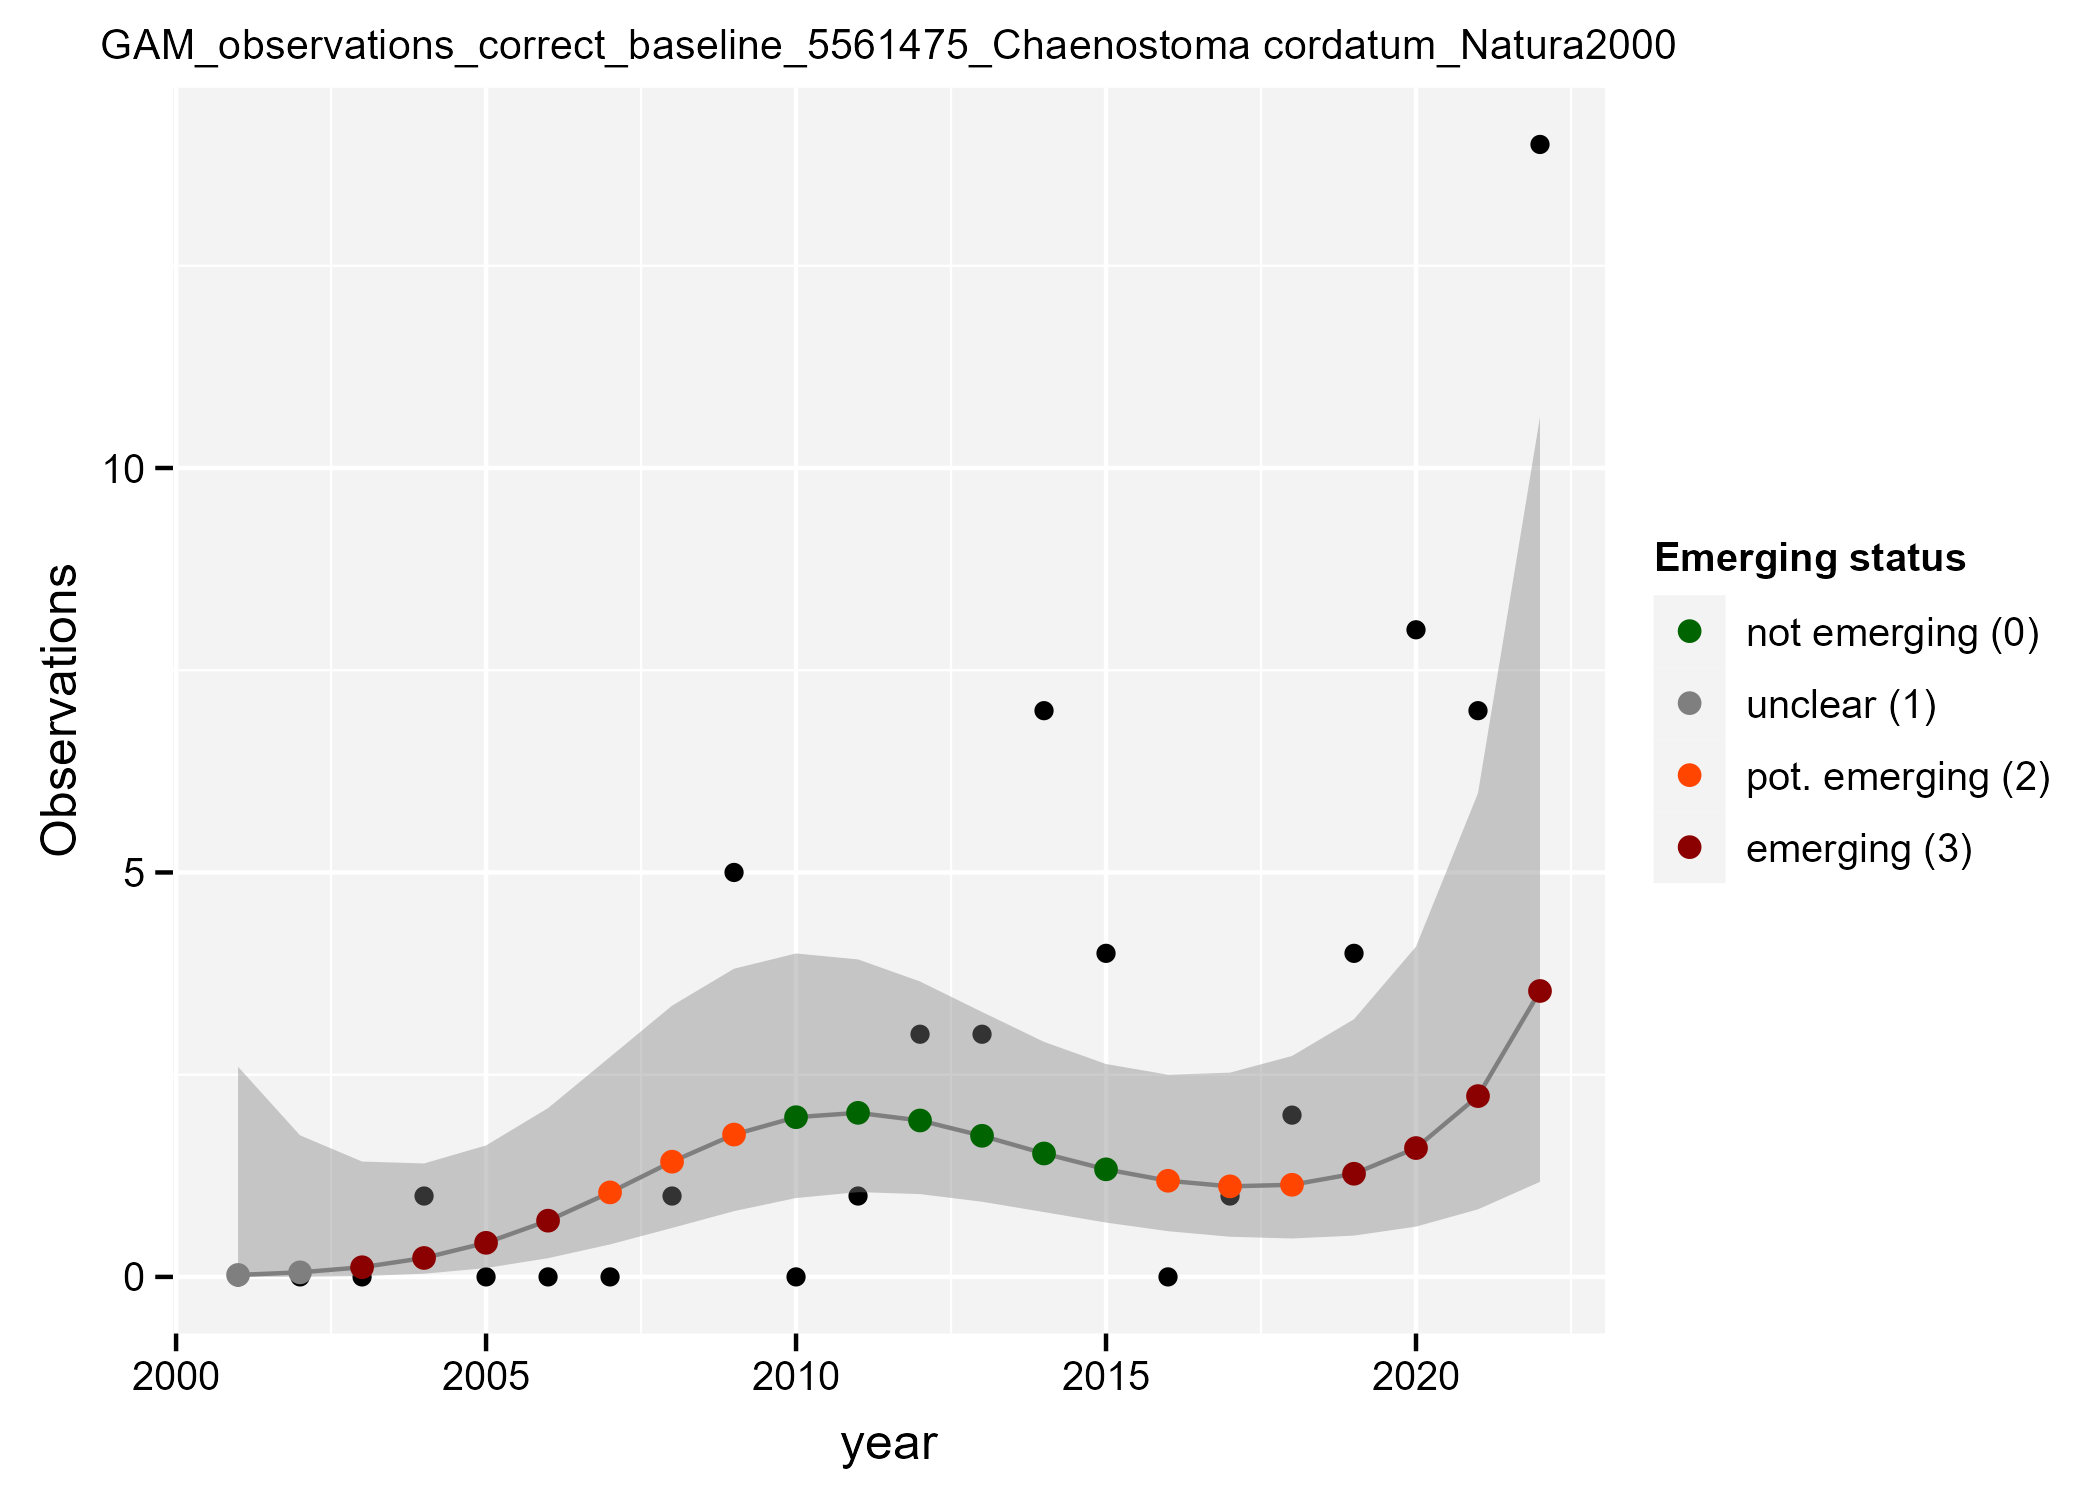 GAM_observations_correct_baseline_5561475_Chaenostoma cordatum_Natura2000
Observations
10
5
0
2000
2005
2010
2015
2020
year
Emerging status
not emerging (0)
unclear (1)
pot. emerging (2)
emerging (3)